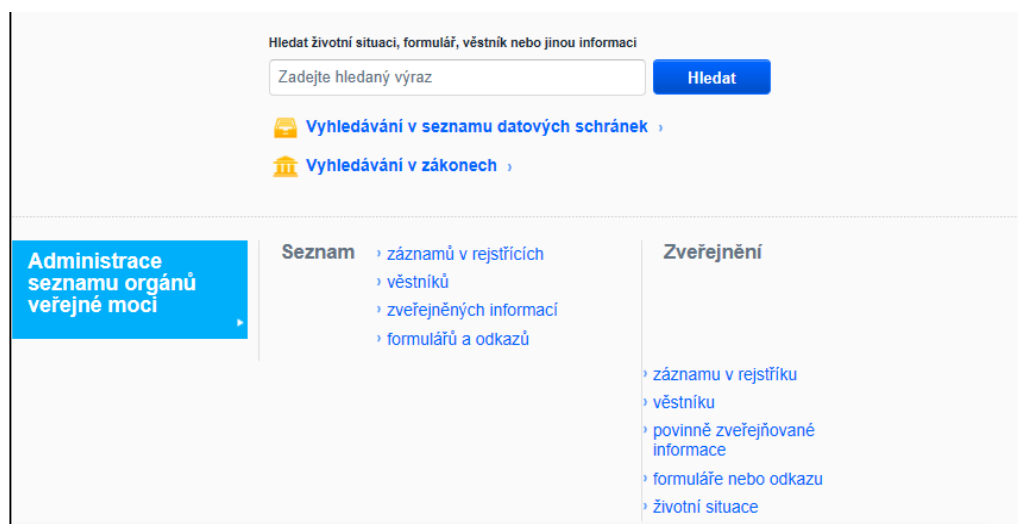 Hledat životní situaci, formulář, věstník nebo jinou informaci
Zadejte hledaný výraz
Hledat
Vyhledávání v seznamu datových schránek ›
Vyhledávání v zákonech ›
Administrace
seznamu orgánů
veřejné moci
Seznam
› záznamů v rejstřících
› věstníků
› zveřejněných informací
› formulářů a odkazů
Zveřejnění
› záznamu v rejstříku
› věstníku
› povinně zveřejňované
informace
› formuláře nebo odkazu
› životní situace